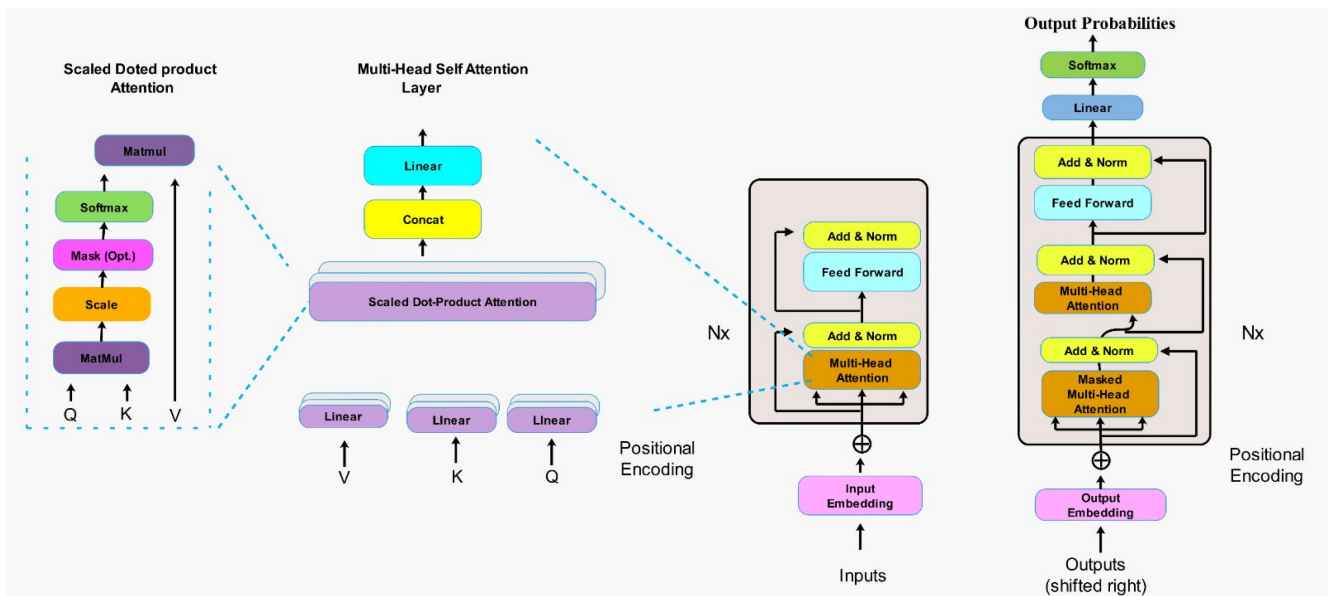 Scaled Doted product
Attention
Matmul
Softmax
Mask (Opt.)
Scale
MatMul
Q
K
V
Multi-Head Self Attention
Layer
Linear
Concat
Scaled Dot-Product Attention
LInear
LInear
LInear
V
K
Q
Nx
Add & Norm
Feed Forward
Add & Norm
Multi-Head
Attention
Positional
Encoding
Input
Embedding
Inputs
Output Probabilities
Softmax
Linear
Add & Norm
Feed Forward
Add & Norm
Multi-Head
Attention
Nx
Add & Norm
Masked
Multi-Head
Attention
Positional
Encoding
Output
Embedding
Outputs
(shifted right)